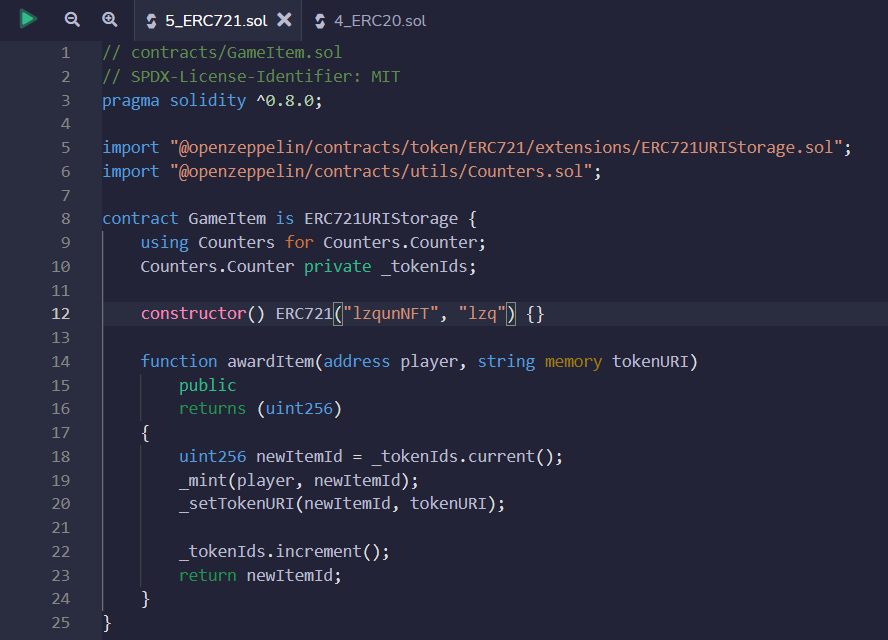 5_ERC721.sol 4_ERC20.sol
1 // contracts/GameItem.sol
2 // SPDX-License-Identifier: MIT
3 pragma solidity ^0.8.0;
4
5 import "@openzeppelin/contracts/token/ERC721/extensions/ERC721URIStorage.sol";
6 import "@openzeppelin/contracts/utils/Counters.sol";
7
8 contract GameItem is ERC721URIStorage {
9     using Counters for Counters.Counter;
10     Counters.Counter private _tokenIds;
11
12     constructor() ERC721("lzqunNFT", "lzq") {}
13
14     function awardItem(address player, string memory tokenURI)
15         public
16         returns (uint256)
17     {
18         uint256 newItemId = _tokenIds.current();
19         _mint(player, newItemId);
20         _setTokenURI(newItemId, tokenURI);
21
22         _tokenIds.increment();
23         return newItemId;
24     }
25 }